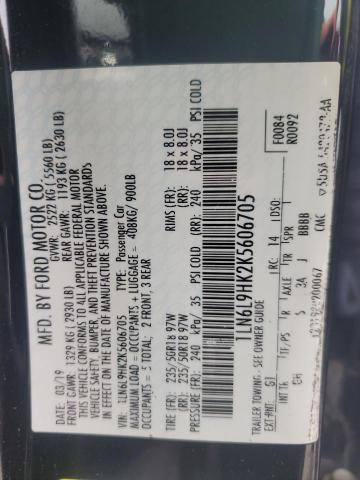 MFD. BY FORD MOTOR CO.
DATE: 03/19 GVWR: 2522 KG (5560 LB)
FRONT GAWR: 1329 KG (2930 LB) REAR GAWR: 1193 KG (2630 LB)
THIS VEHICLE CONFORMS TO ALL APPLICABLE FEDERAL MOTOR
VEHICLE SAFETY, BUMPER, AND THEFT PREVENTION STANDARDS
IN EFFECT ON THE DATE OF MANUFACTURE SHOWN ABOVE.
VIN: 1LN6L9HK2K5606705 TYPE: Passenger Car
MAXIMUM LOAD = OCCUPANTS + LUGGAGE = 408KG/ 900LB
OCCUPANTS = 5 TOTAL; 2 FRONT, 3 REAR
TIRE (FR): 235/50R18 97W RIMS (FR): 18 x 8.0J
(RR): 235/50R18 97W (RR): 18 x 8.0J
PRESSURE (FR): 240 kPa/ 35 PSI COLD (RR): 240 kPa/ 35 PSI COLD
1LN6L9HK2K5606705
TRAILER TOWING - SEE OWNER GUIDE F0084
R0092
EXT PNT: G1 RC: 14 DSO:
INT TR TP/PS R AXLE TR SPR
S 3A J BBBB
CMC